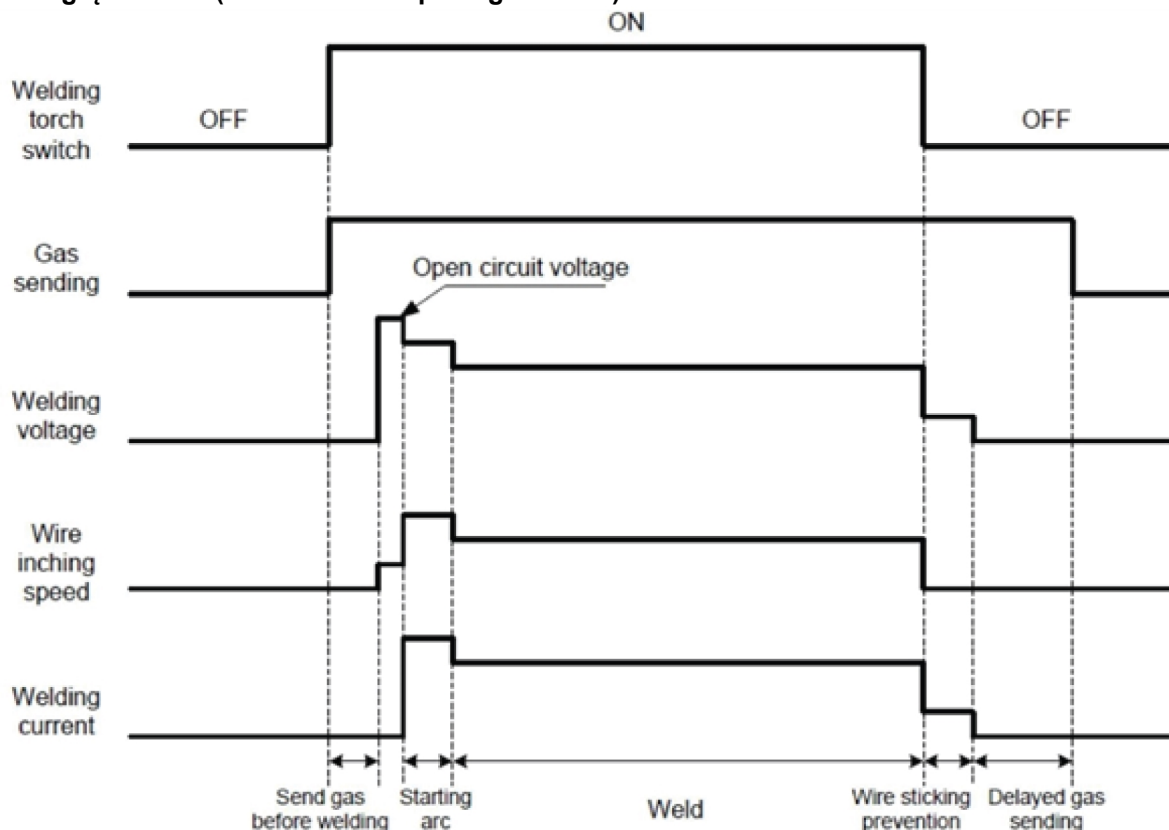 ON
Welding
torch
switch
OFF
OFF
Gas
sending
Open circuit voltage
Welding
voltage
Wire
inching
speed
Welding
current
Send gas
before welding
Starting
arc
Weld
Wire sticking
prevention
Delayed gas
sending